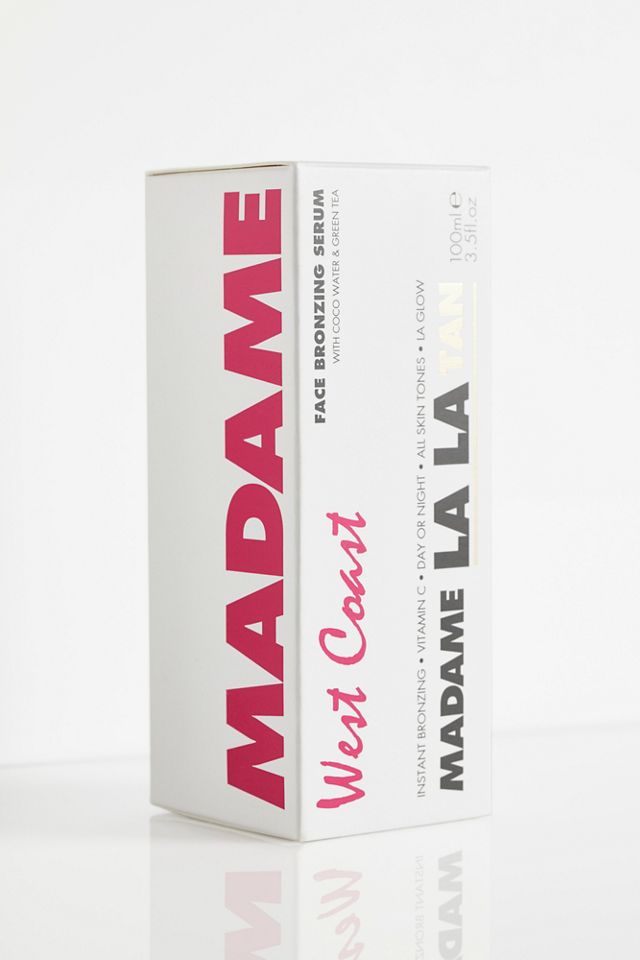 MADAME
FACE BRONZING SERUM
WITH COCO WATER & GREEN TEA
West Coast
INSTANT BRONZING • VITAMIN C • DAY OR NIGHT • ALL SKIN TONES • LA GLOW
MADAME LA LA TAN
100ml ℮
3.5fl.oz